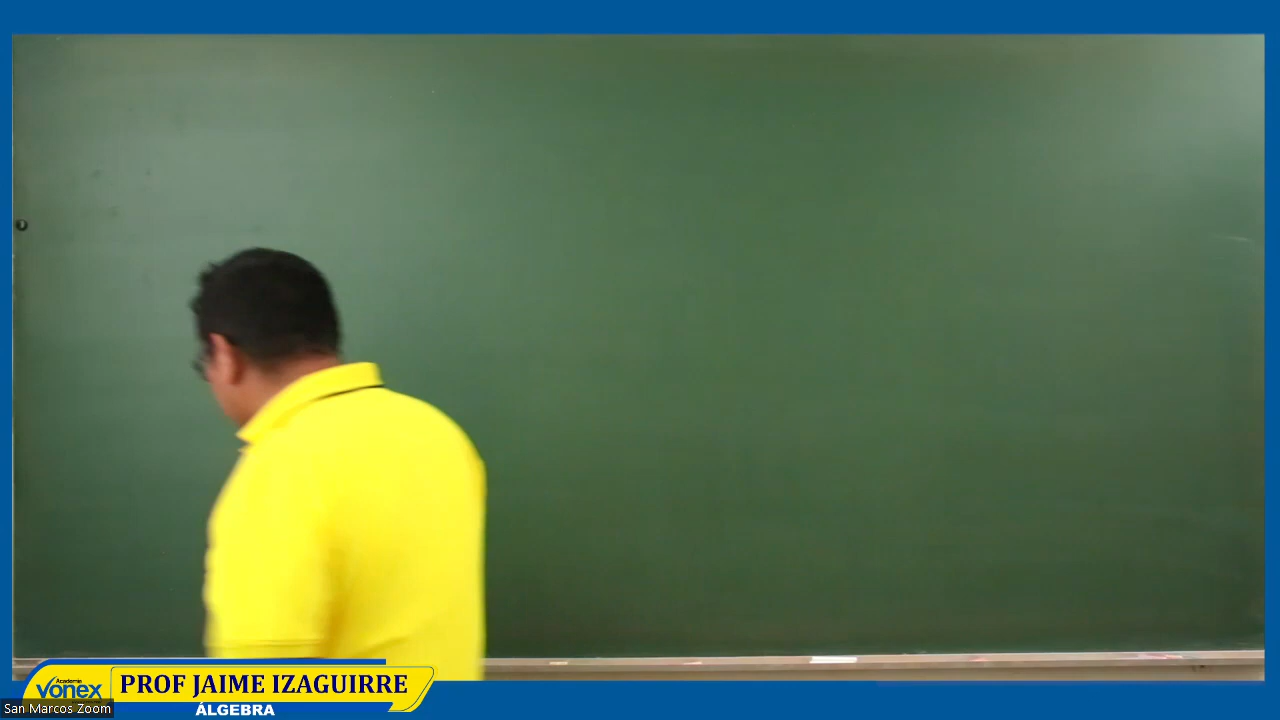 Academia
Vonex
PROF JAIME IZAGUIRRE
ÁLGEBRA
San Marcos Zoom